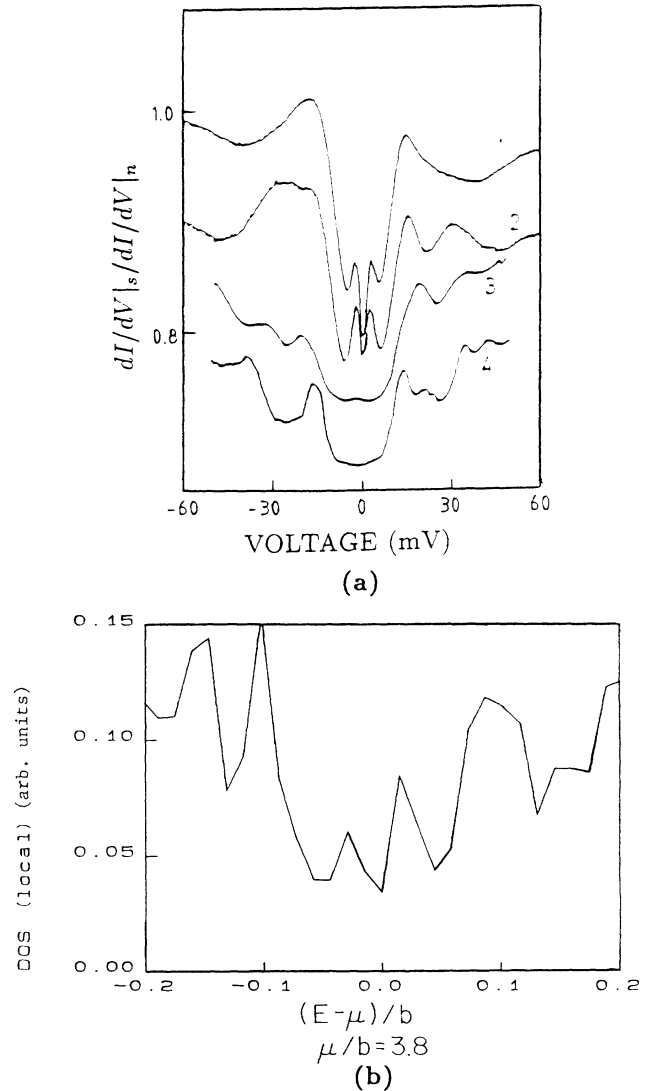 dI/dV|s/dI/dV|n
1.0
0.8
2
3
4
-60 -30 0 30 60
VOLTAGE (mV)
(a)
DOS (local) (arb. units)
0.15
0.10
0.05
0.00
-0.2 -0.1 0.0 0.1 0.2
(E-μ)/b
μ/b=3.8
(b)